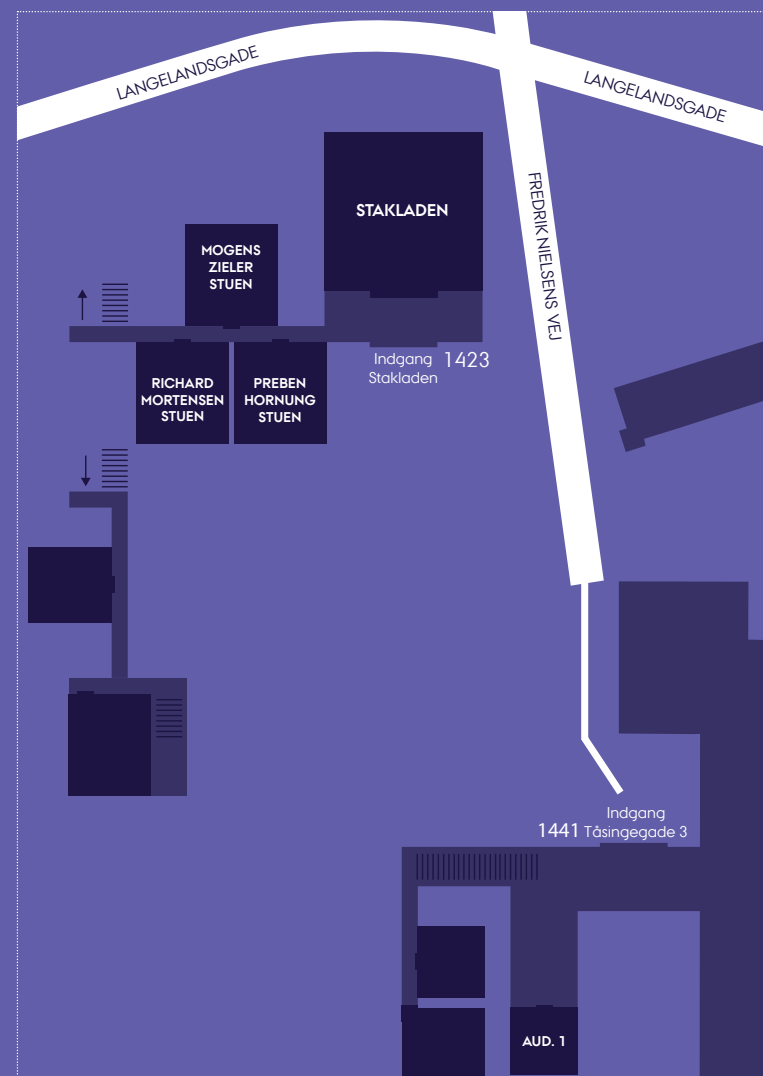 LANGELANDSGADE
LANGELANDSGADE
FREDRIK NIELSENS VEJ
STAKLADEN
MOGENS
ZIELER
STUEN
Indgang 1423
Stakladen
RICHARD
MORTENSEN
STUEN
PREBEN
HORNUNG
STUEN
Indgang
1441 Tåsingegade 3
AUD. 1